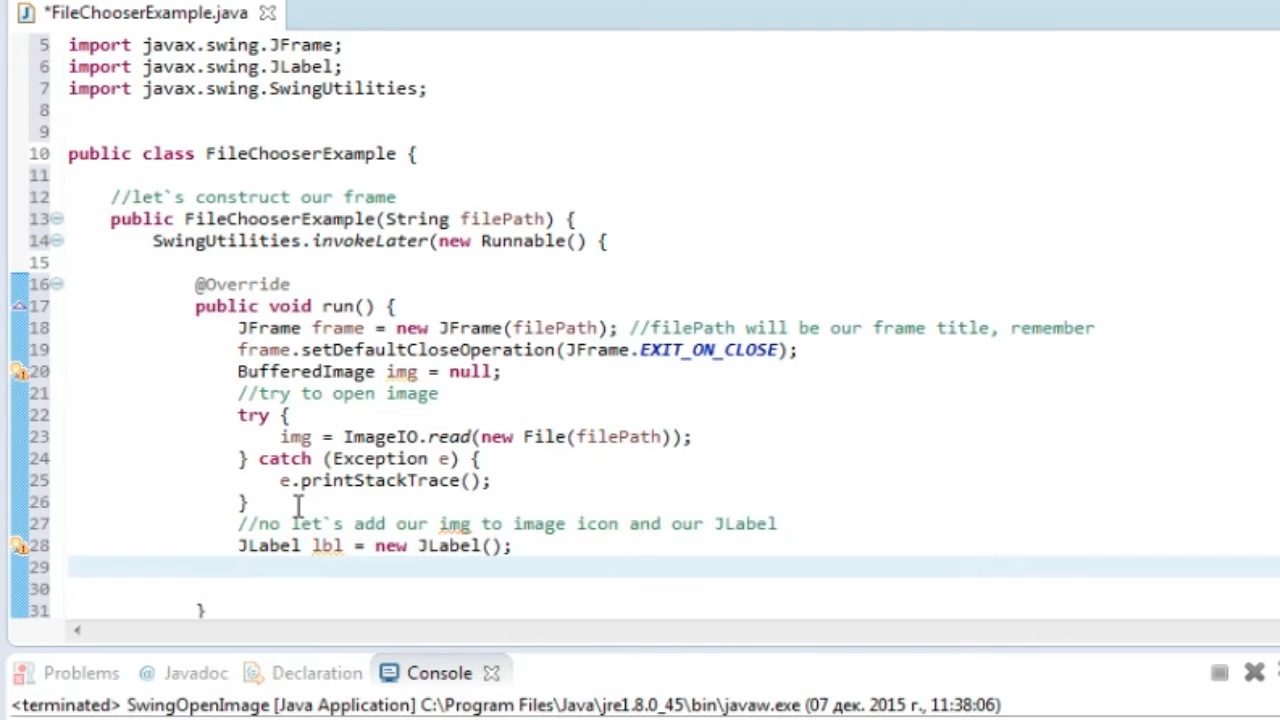 *FileChooserExample.java
5 import javax.swing.JFrame;
6 import javax.swing.JLabel;
7 import javax.swing.SwingUtilities;
8
9
10 public class FileChooserExample {
11
12 //let`s construct our frame
13 public FileChooserExample(String filePath) {
14 SwingUtilities.invokeLater(new Runnable() {
15
16 @Override
17 public void run() {
18 JFrame frame = new JFrame(filePath); //filePath will be our frame title, remember
19 frame.setDefaultCloseOperation(JFrame.EXIT_ON_CLOSE);
20 BufferedImage img = null;
21 //try to open image
22 try {
23 img = ImageIO.read(new File(filePath));
24 } catch (Exception e) {
25 e.printStackTrace();
26 }
27 //no let`s add our img to image icon and our JLabel
28 JLabel lbl = new JLabel();
29
30
31 }
Problems @ Javadoc Declaration Console
<terminated> SwingOpenImage [Java Application] C:\Program Files\Java\jre1.8.0_45\bin\javaw.exe (07 дек. 2015 г., 11:38:06)